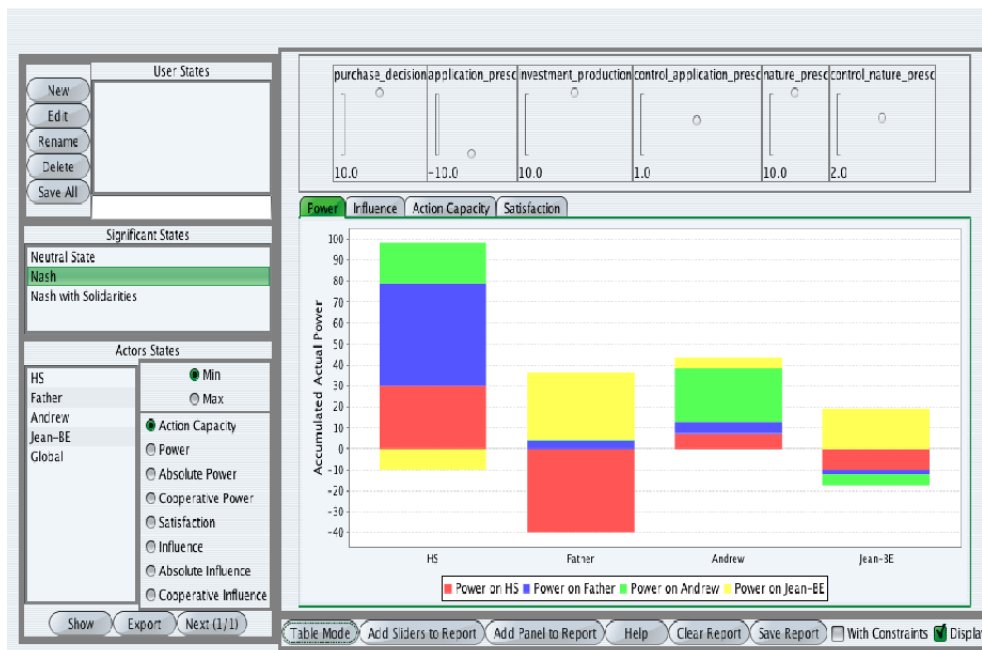 User States
New
Edit
Rename
Delete
Save All
Significant States
Neutral State
Nash
Nash with Solidarities
Actors States
HS
Father
Andrew
Jean-BE
Global
Min
Max
Action Capacity
Power
Absolute Power
Cooperative Power
Satisfaction
Influence
Absolute Influence
Cooperative Influence
Show Export Next (1/1)
purchase_decision application_presc investment_production control_application_presc nature_presc control_nature_presc
10.0 -10.0 10.0 1.0 10.0 2.0
Power Influence Action Capacity Satisfaction
Accumulated Actual Power
100
90
80
70
60
50
40
30
20
10
0
-10
-20
-30
-40
HS Father Andrew Jean-BE
Power on HS Power on Father Power on Andrew Power on Jean-BE
Table Mode Add Sliders to Report Add Panel to Report Help Clear Report Save Report With Constraints Display